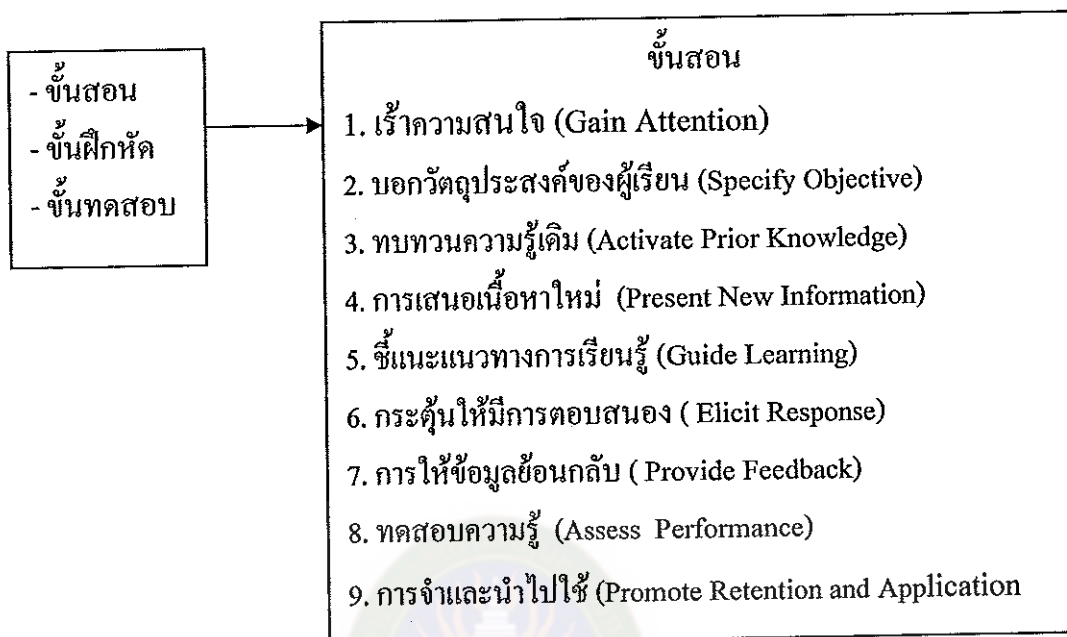 - ขั้นสอน
- ขั้นฝึกหัด
- ขั้นทดสอบ
ขั้นสอน
1. เร้าความสนใจ (Gain Attention)
2. บอกวัตถุประสงค์ของผู้เรียน (Specify Objective)
3. ทบทวนความรู้เดิม (Activate Prior Knowledge)
4. การเสนอเนื้อหาใหม่ (Present New Information)
5. ชี้แนะแนวทางการเรียนรู้ (Guide Learning)
6. กระตุ้นให้มีการตอบสนอง ( Elicit Response)
7. การให้ข้อมูลย้อนกลับ ( Provide Feedback)
8. ทดสอบความรู้ (Assess Performance)
9. การจำและนำไปใช้ (Promote Retention and Application